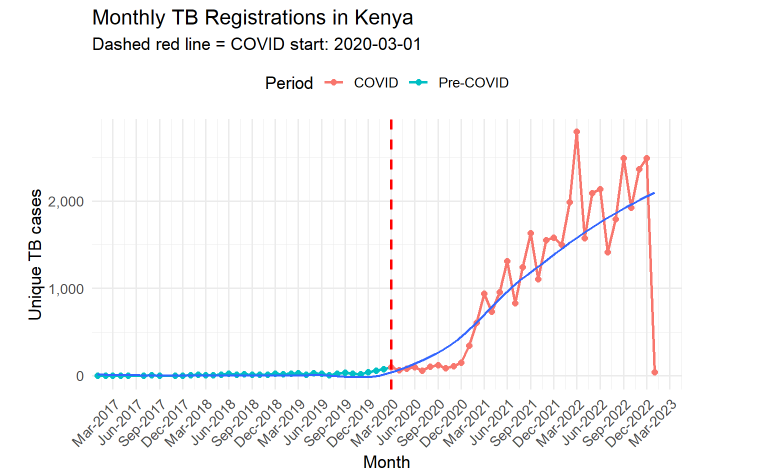 Monthly TB Registrations in Kenya
Dashed red line = COVID start: 2020-03-01
Period COVID Pre-COVID
Unique TB cases
2,000
1,000
0
Mar-2017 Jun-2017 Sep-2017 Dec-2017 Mar-2018 Jun-2018 Sep-2018 Dec-2018 Mar-2019 Jun-2019 Sep-2019 Dec-2019 Mar-2020 Jun-2020 Sep-2020 Dec-2020 Mar-2021 Jun-2021 Sep-2021 Dec-2021 Mar-2022 Jun-2022 Sep-2022 Dec-2022 Mar-2023
Month